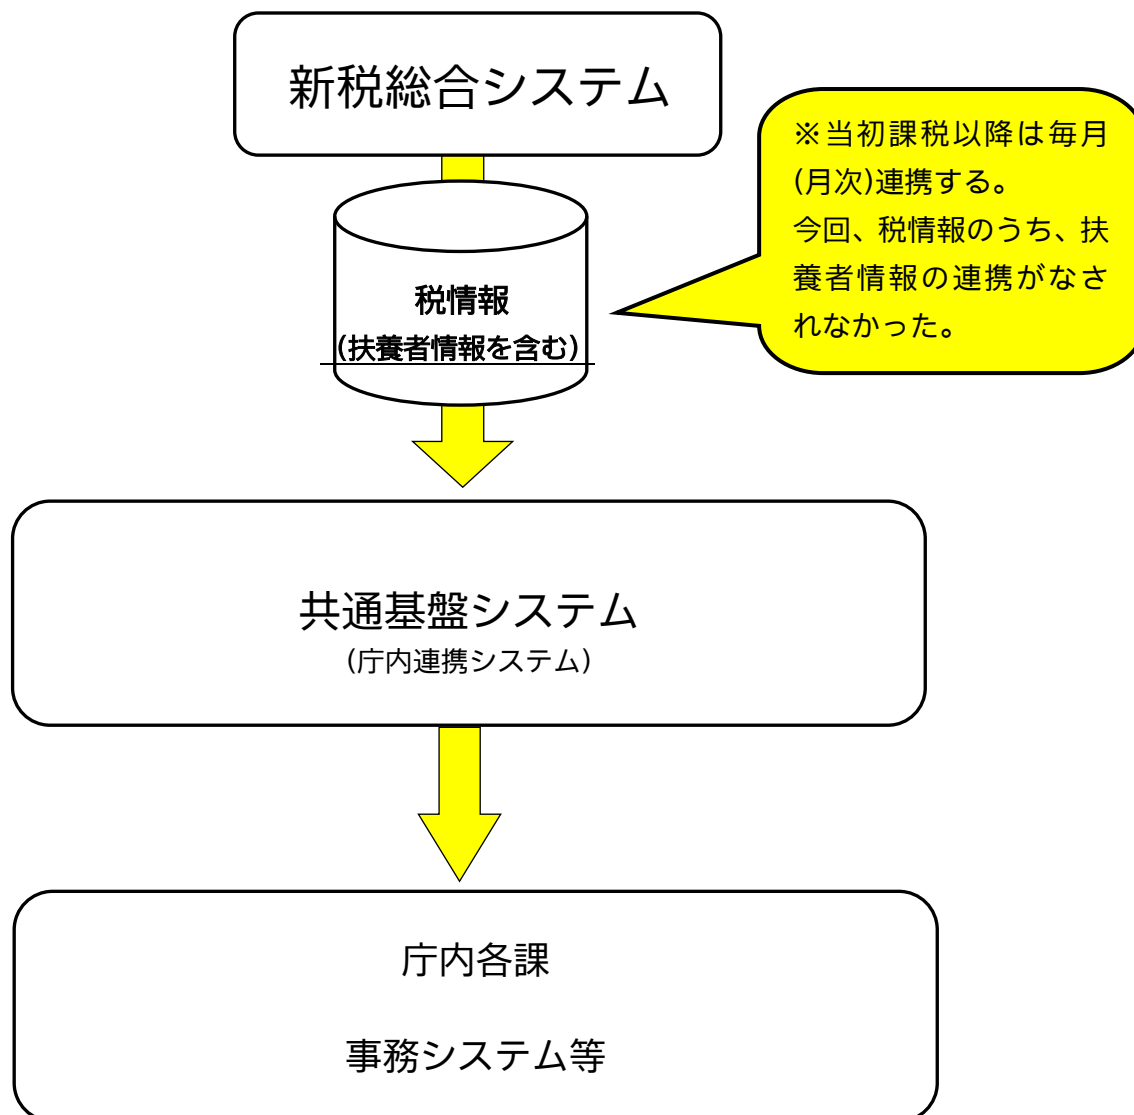 新税総合システム
※当初課税以降は毎月
(月次)連携する。
今回、税情報のうち、扶
養者情報の連携がなさ
れなかった。
税情報
(扶養者情報を含む)
共通基盤システム
(庁内連携システム)
庁内各課
事務システム等